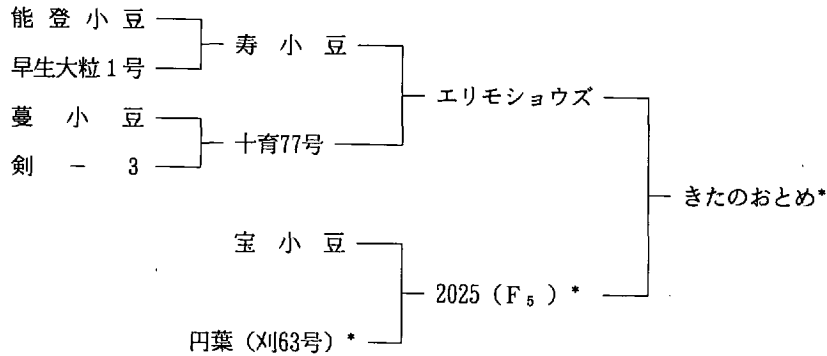 能登小豆
寿小豆
早生大粒1号
エリモショウズ
蔓小豆
十育77号
剣-3
きたのおとめ*
宝小豆
2025(F₅)*
円葉(刈63号)*